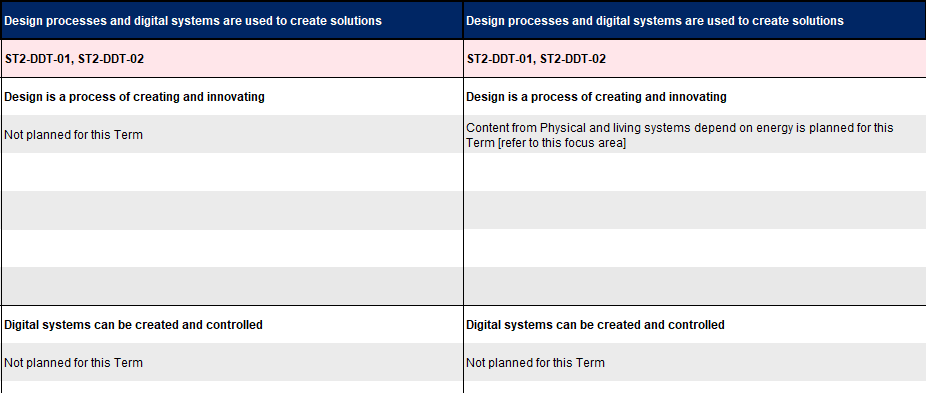 Design processes and digital systems are used to create solutions
Design processes and digital systems are used to create solutions
ST2-DDT-01, ST2-DDT-02
ST2-DDT-01, ST2-DDT-02
Design is a process of creating and innovating
Design is a process of creating and innovating
Not planned for this Term
Content from Physical and living systems depend on energy is planned for this
Term [refer to this focus area]
Digital systems can be created and controlled
Digital systems can be created and controlled
Not planned for this Term
Not planned for this Term